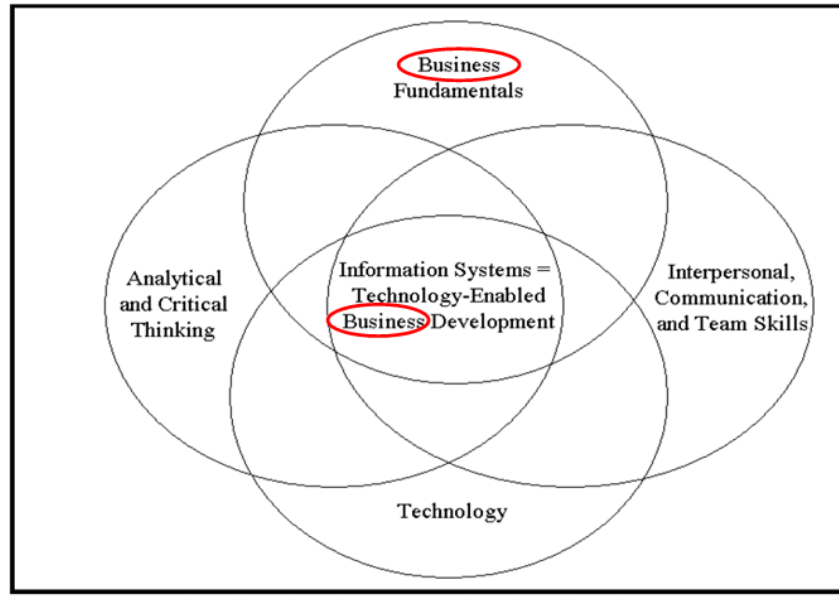 Business
Fundamentals
Analytical
and Critical
Thinking
Information Systems =
Technology-Enabled
Business Development
Interpersonal,
Communication,
and Team Skills
Technology